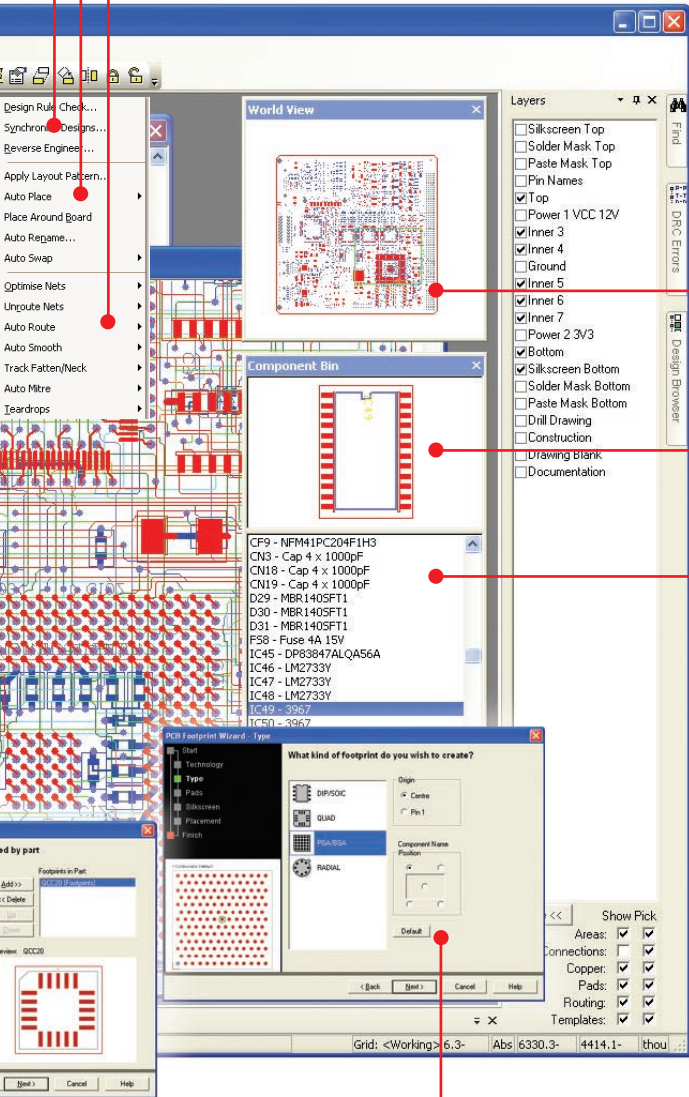 Design Rule Check...
Synchronise Designs...
Reverse Engineer...
Apply Layout Pattern...
Auto Place
Place Around Board
Auto Rename...
Auto Swap
Optimise Nets
Unroute Nets
Auto Route
Auto Smooth
Track Fatten/Neck
Auto Mitre
Teardrops
World View
Component Bin
CF9 - NFM41PC204F1H3
CN3 - Cap 4 x 1000pF
CN18 - Cap 4 x 1000pF
CN19 - Cap 4 x 1000pF
D29 - MBR140SFT1
D30 - MBR140SFT1
D31 - MBR140SFT1
FS8 - Fuse 4A 15V
IC45 - DP83847ALQA56A
IC46 - LM2733Y
IC47 - LM2733Y
IC48 - LM2733Y
IC49 - 3967
IC50 - 3967
Layers
Silkscreen Top
Solder Mask Top
Paste Mask Top
Pin Names
Top
Power 1 VCC 12V
Inner 3
Inner 4
Ground
Inner 5
Inner 6
Inner 7
Power 2 3V3
Bottom
Silkscreen Bottom
Solder Mask Bottom
Paste Mask Bottom
Drill Drawing
Construction
Drawing Blank
Documentation
Find
DRC Errors
Design Browser
PCB Footprint Wizard - Type
Start
Technology
Type
Pads
Silkscreen
Placement
Finish
What kind of footprint do you wish to create?
DIP/SOIC
QUAD
PGA/BGA
RADIAL
Origin
Centre
Pin 1
Component Name
Position
Default
< Back
Next >
Cancel
Help
ed by part
Footprints in Part:
Add >>
<< Delete
Up
Down
QCC20 (Footprints)
eview: QCC20
Next >
Cancel
Help
<<
Show Pick
Areas:
Connections:
Copper:
Pads:
Routing:
Templates:
Grid: <Working> 6.3-
Abs
6330.3-
4414.1-
thou